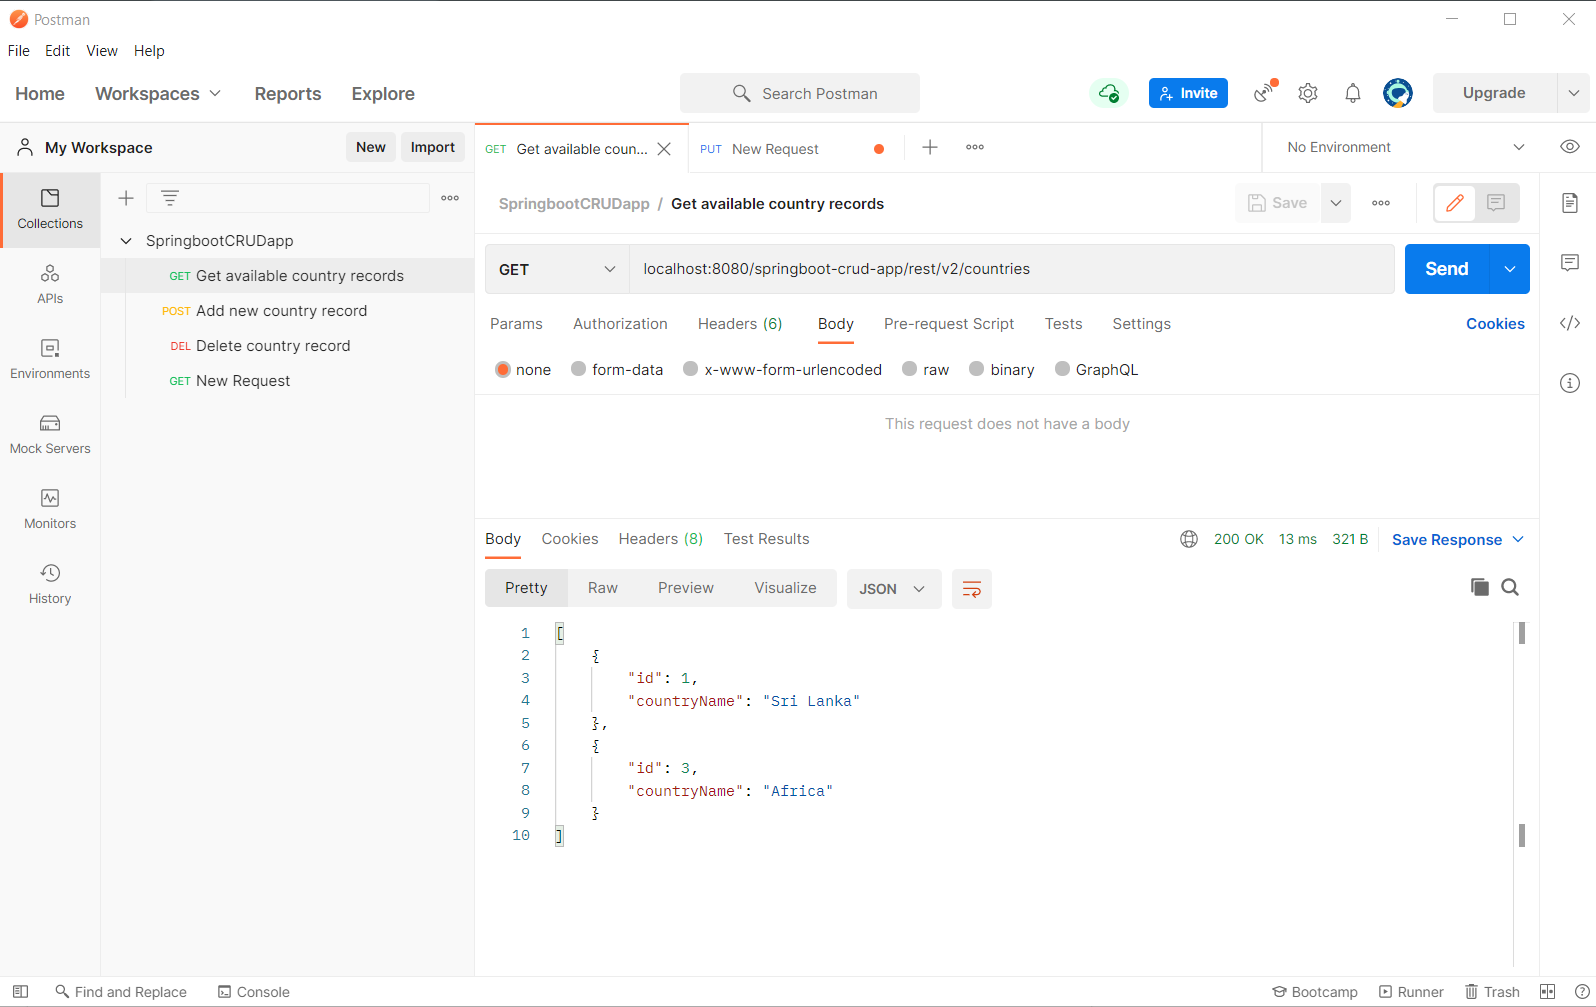 Postman
File Edit View Help
Home Workspaces Reports Explore Search Postman Invite Upgrade
My Workspace New Import
GET Get available coun... PUT New Request No Environment
Collections
APIs
Environments
Mock Servers
Monitors
History
SpringbootCRUDapp
GET Get available country records
POST Add new country record
DEL Delete country record
GET New Request
SpringbootCRUDapp / Get available country records Save
GET localhost:8080/springboot-crud-app/rest/v2/countries Send
Params Authorization Headers (6) Body Pre-request Script Tests Settings Cookies
none form-data x-www-form-urlencoded raw binary GraphQL
This request does not have a body
Body Cookies Headers (8) Test Results 200 OK 13 ms 321 B Save Response
Pretty Raw Preview Visualize JSON
1 [
2 {
3 "id": 1,
4 "countryName": "Sri Lanka"
5 },
6 {
7 "id": 3,
8 "countryName": "Africa"
9 }
10 ]
Find and Replace Console Bootcamp Runner Trash